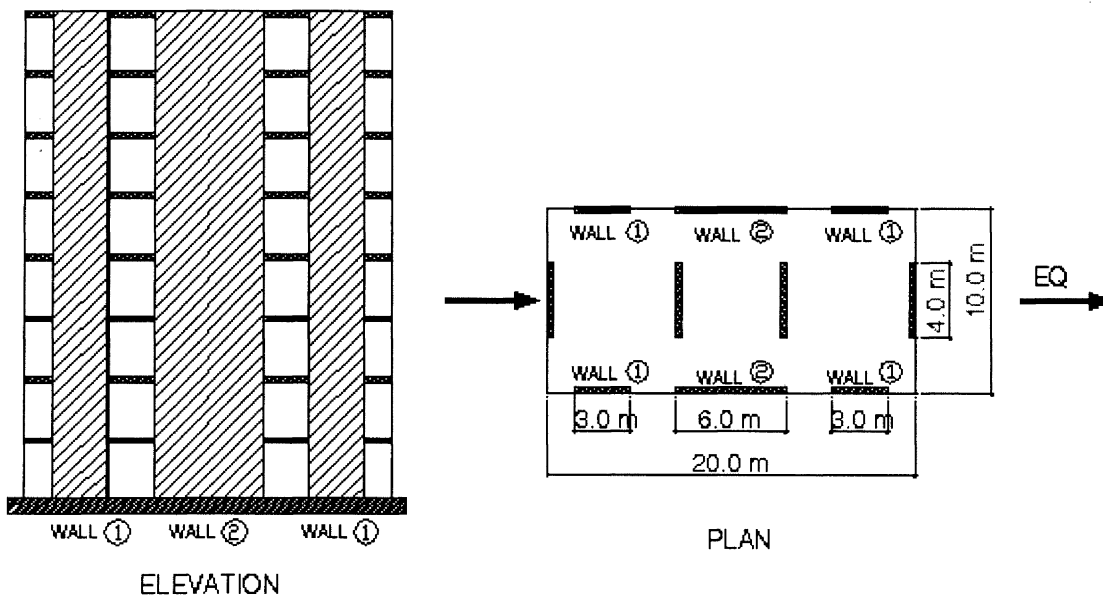 WALL ① WALL ② WALL ①
ELEVATION
WALL ① WALL ② WALL ①
WALL ① WALL ② WALL ①
3.0 m 6.0 m 3.0 m
20.0 m
4.0 m
10.0 m
EQ
PLAN